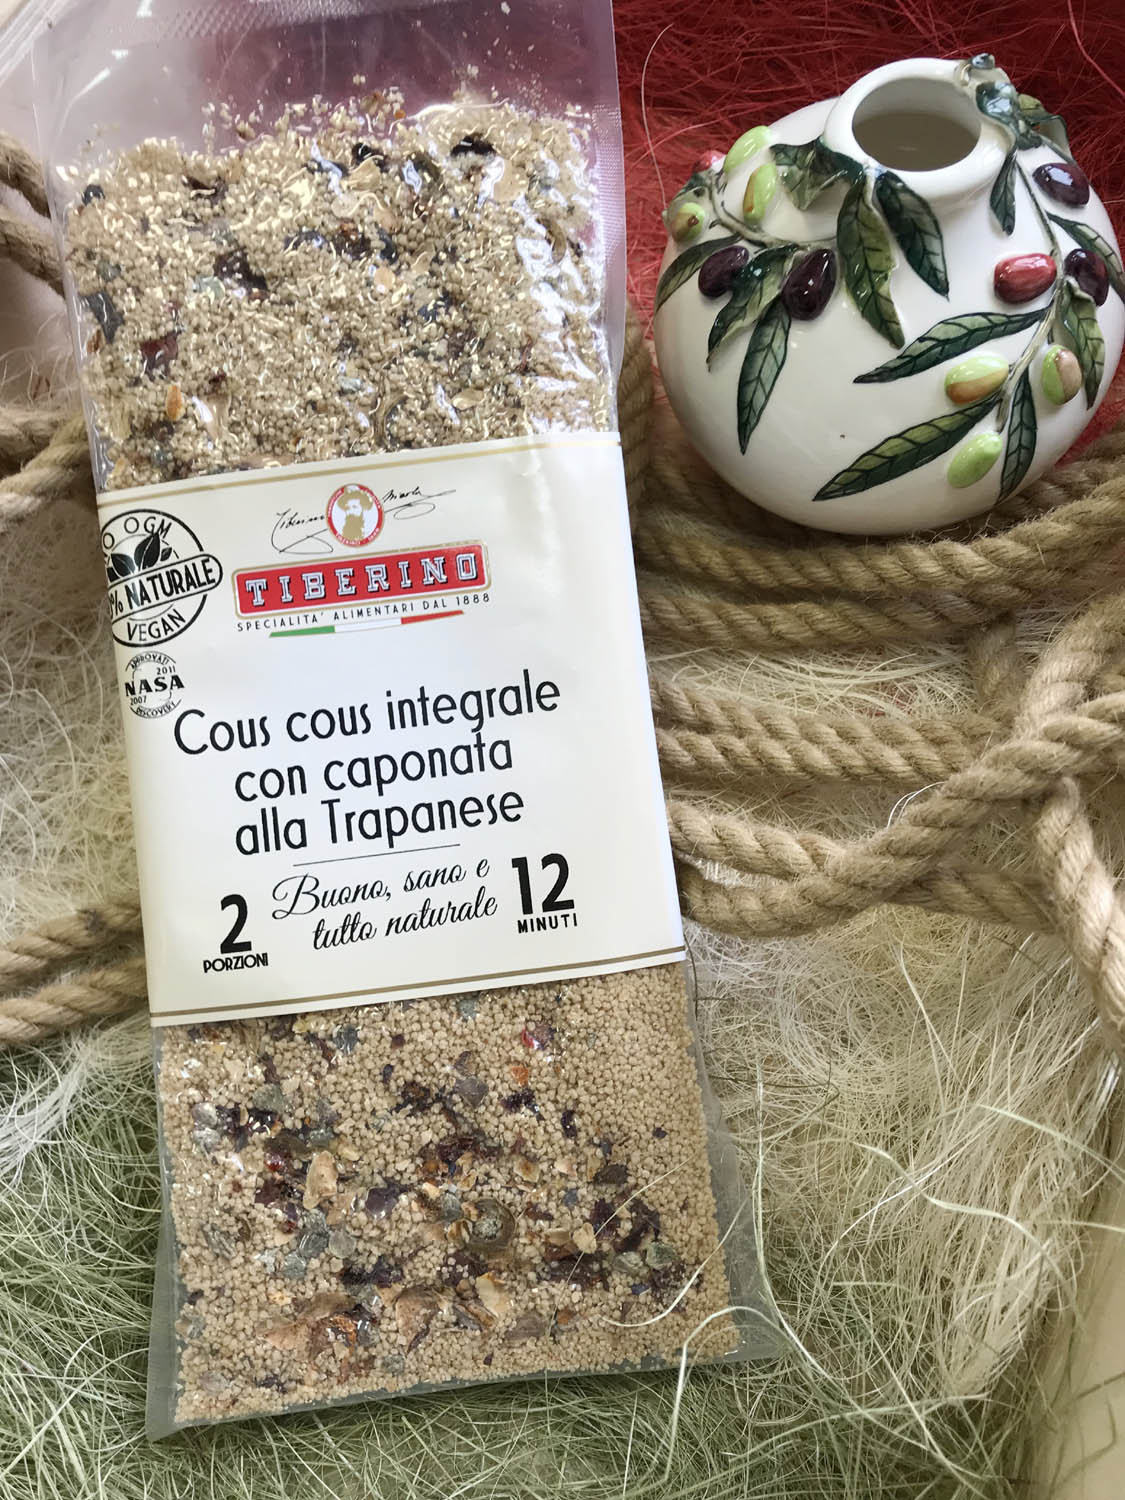 OGM
% NATURALE
VEGAN
APPROVATI
2011
NASA
2007
DISCOVERY
Tiberino
TIBERINO
SPECIALITA' ALIMENTARI DAL 1888
Cous cous integrale
con caponata
alla Trapanese
2
PORZIONI
Buono, sano e
tutto naturale
12
MINUTI